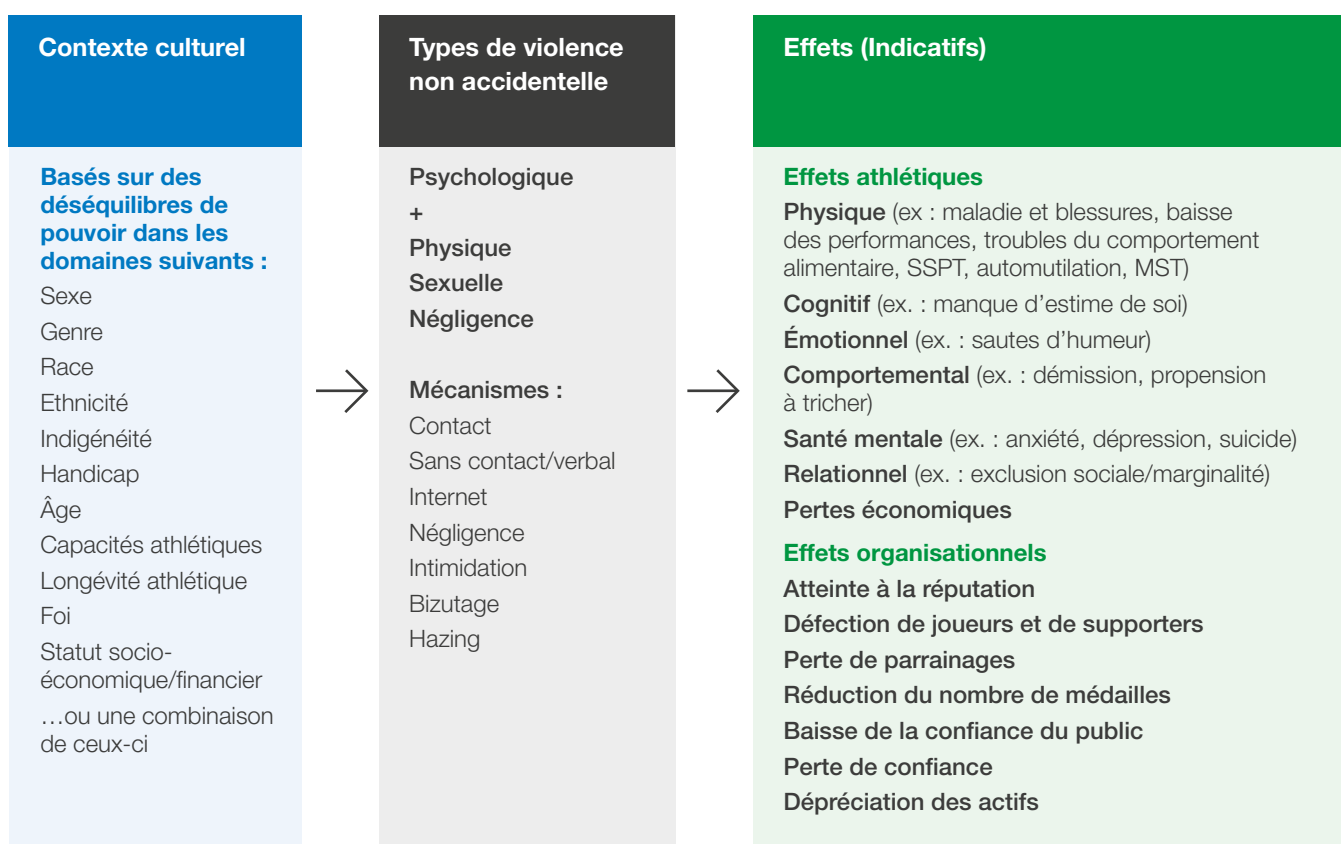 Contexte culturel
Basés sur des
déséquilibres de
pouvoir dans les
domaines suivants :
Sexe
Genre
Race
Ethnicité
Indigénéité
Handicap
Âge
Capacités athlétiques
Longévité athlétique
Foi
Statut socio-
économique/financier
…ou une combinaison
de ceux-ci
Types de violence
non accidentelle
Psychologique
+
Physique
Sexuelle
Négligence
Mécanismes :
Contact
Sans contact/verbal
Internet
Négligence
Intimidation
Bizutage
Hazing
Effets (Indicatifs)
Effets athlétiques
Physique (ex : maladie et blessures, baisse
des performances, troubles du comportement
alimentaire, SSPT, automutilation, MST)
Cognitif (ex. : manque d’estime de soi)
Émotionnel (ex. : sautes d’humeur)
Comportemental (ex. : démission, propension
à tricher)
Santé mentale (ex. : anxiété, dépression, suicide)
Relationnel (ex. : exclusion sociale/marginalité)
Pertes économiques
Effets organisationnels
Atteinte à la réputation
Défection de joueurs et de supporters
Perte de parrainages
Réduction du nombre de médailles
Baisse de la confiance du public
Perte de confiance
Dépréciation des actifs